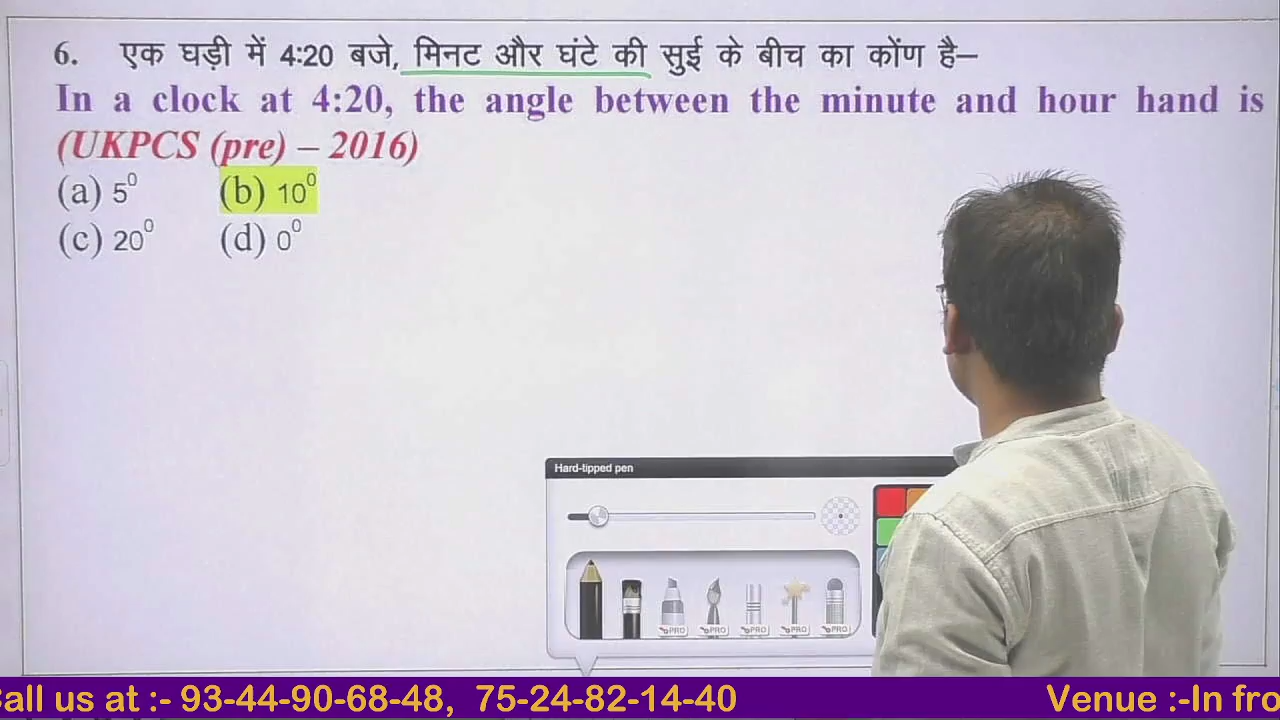 6. एक घड़ी में 4:20 बजे, मिनट और घंटे की सुई के बीच का कोंण है–
In a clock at 4:20, the angle between the minute and hour hand is
(UKPCS (pre) – 2016)
(a) 5⁰ (b) 10⁰
(c) 20⁰ (d) 0⁰
Hard-tipped pen
PRO PRO PRO PRO PRO
all us at :- 93-44-90-68-48, 75-24-82-14-40 Venue :-In fro